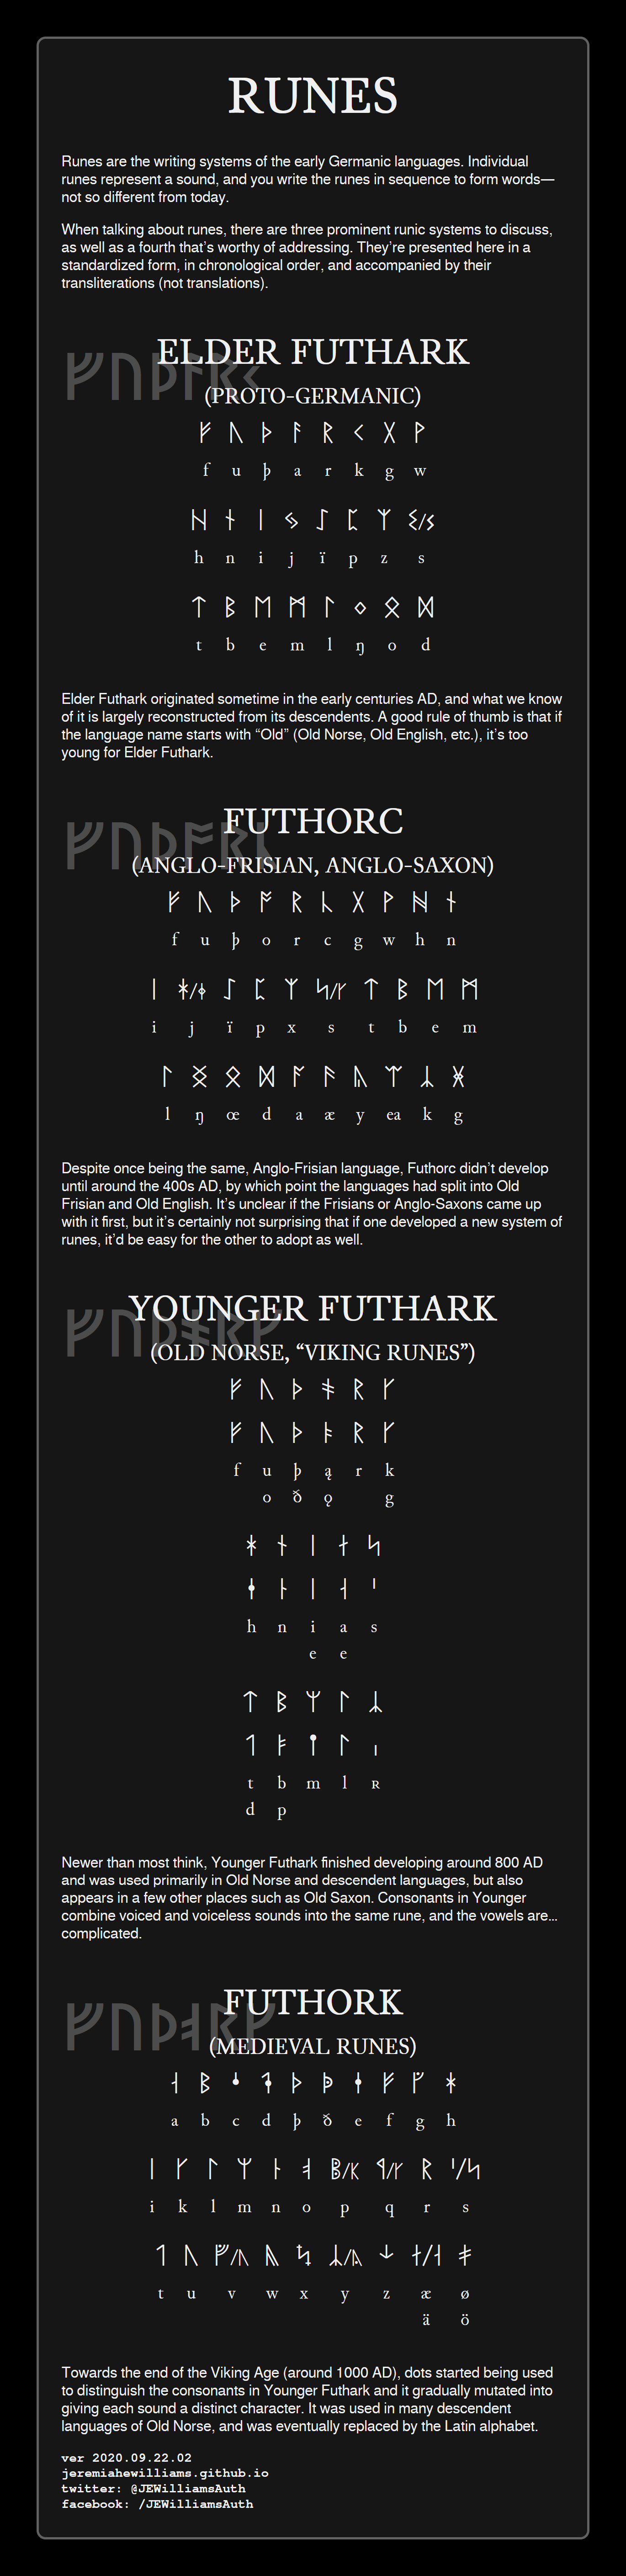 RUNES
Runes are the writing systems of the early Germanic languages. Individual
runes represent a sound, and you write the runes in sequence to form words—
not so different from today.
When talking about runes, there are three prominent runic systems to discuss,
as well as a fourth that’s worthy of addressing. They’re presented here in a
standardized form, in chronological order, and accompanied by their
transliterations (not translations).
ᚠᚢᚦᚨᚱᚲ
ELDER FUTHARK
(PROTO-GERMANIC)
ᚠ ᚢ ᚦ ᚨ ᚱ ᚲ ᚷ ᚹ
f u þ a r k g w
ᚺ ᚾ ᛁ ᛃ ᛇ ᛈ ᛉ ᛊ/ᛋ
h n i j ï p z s
ᛏ ᛒ ᛖ ᛗ ᛚ ᛜ ᛟ ᛞ
t b e m l ŋ o d
Elder Futhark originated sometime in the early centuries AD, and what we know
of it is largely reconstructed from its descendents. A good rule of thumb is that if
the language name starts with “Old” (Old Norse, Old English, etc.), it’s too
young for Elder Futhark.
ᚠᚢᚦᚩᚱᚳ
FUTHORC
(ANGLO-FRISIAN, ANGLO-SAXON)
ᚠ ᚢ ᚦ ᚩ ᚱ ᚳ ᚷ ᚹ ᚻ ᚾ
f u þ o r c g w h n
ᛁ ᛡ/ᛄ ᛇ ᛈ ᛉ ᛋ/ᚴ ᛏ ᛒ ᛖ ᛗ
i j ï p x s t b e m
ᛚ ᛝ ᛟ ᛞ ᚪ ᚫ ᚣ ᛠ ᛣ ᚸ
l ŋ œ d a æ y ea k g
Despite once being the same, Anglo-Frisian language, Futhorc didn’t develop
until around the 400s AD, by which point the languages had split into Old
Frisian and Old English. It’s unclear if the Frisians or Anglo-Saxons came up
with it first, but it’s certainly not surprising that if one developed a new system of
runes, it’d be easy for the other to adopt as well.
ᚠᚢᚦᚬᚱᚴ
YOUNGER FUTHARK
(OLD NORSE, “VIKING RUNES”)
ᚠ ᚢ ᚦ ᚬ ᚱ ᚴ
ᚠ ᚢ ᚦ ᚭ ᚱ ᚴ
f u þ ą r k
o ð ǫ g
ᚼ ᚾ ᛁ ᛅ ᛋ
ᚽ ᚿ ᛁ ᛆ ᛌ
h n i a s
e e
ᛏ ᛒ ᛘ ᛚ ᛦ
ᛐ ᛓ ᛙ ᛚ ᛧ
t b m l ʀ
d p
Newer than most think, Younger Futhark finished developing around 800 AD
and was used primarily in Old Norse and descendent languages, but also
appears in a few other places such as Old Saxon. Consonants in Younger
combine voiced and voiceless sounds into the same rune, and the vowels are...
complicated.
ᚠᚢᚦᚮᚱᚴ
FUTHORK
(MEDIEVAL RUNES)
ᛆ ᛒ ᛍ ᛑ ᚦ ᚧ ᛂ ᚠ ᚵ ᚼ
a b c d þ ð e f g h
ᛁ ᚴ ᛚ ᛘ ᚿ ᚮ ᛔ/ᛕ ᛩ/ᚴ ᚱ ᛌ/ᛋ
i k l m n o p q r s
ᛐ ᚢ ᚡ/ᚢ ᚥ ᛪ ᛦ/ᚤ ᛎ ᛅ/ᛆ ᚯ
t u v w x y z æ ø
ä ö
Towards the end of the Viking Age (around 1000 AD), dots started being used
to distinguish the consonants in Younger Futhark and it gradually mutated into
giving each sound a distinct character. It was used in many descendent
languages of Old Norse, and was eventually replaced by the Latin alphabet.
ver 2020.09.22.02
jeremiahewilliams.github.io
twitter: @JEWilliamsAuth
facebook: /JEWilliamsAuth